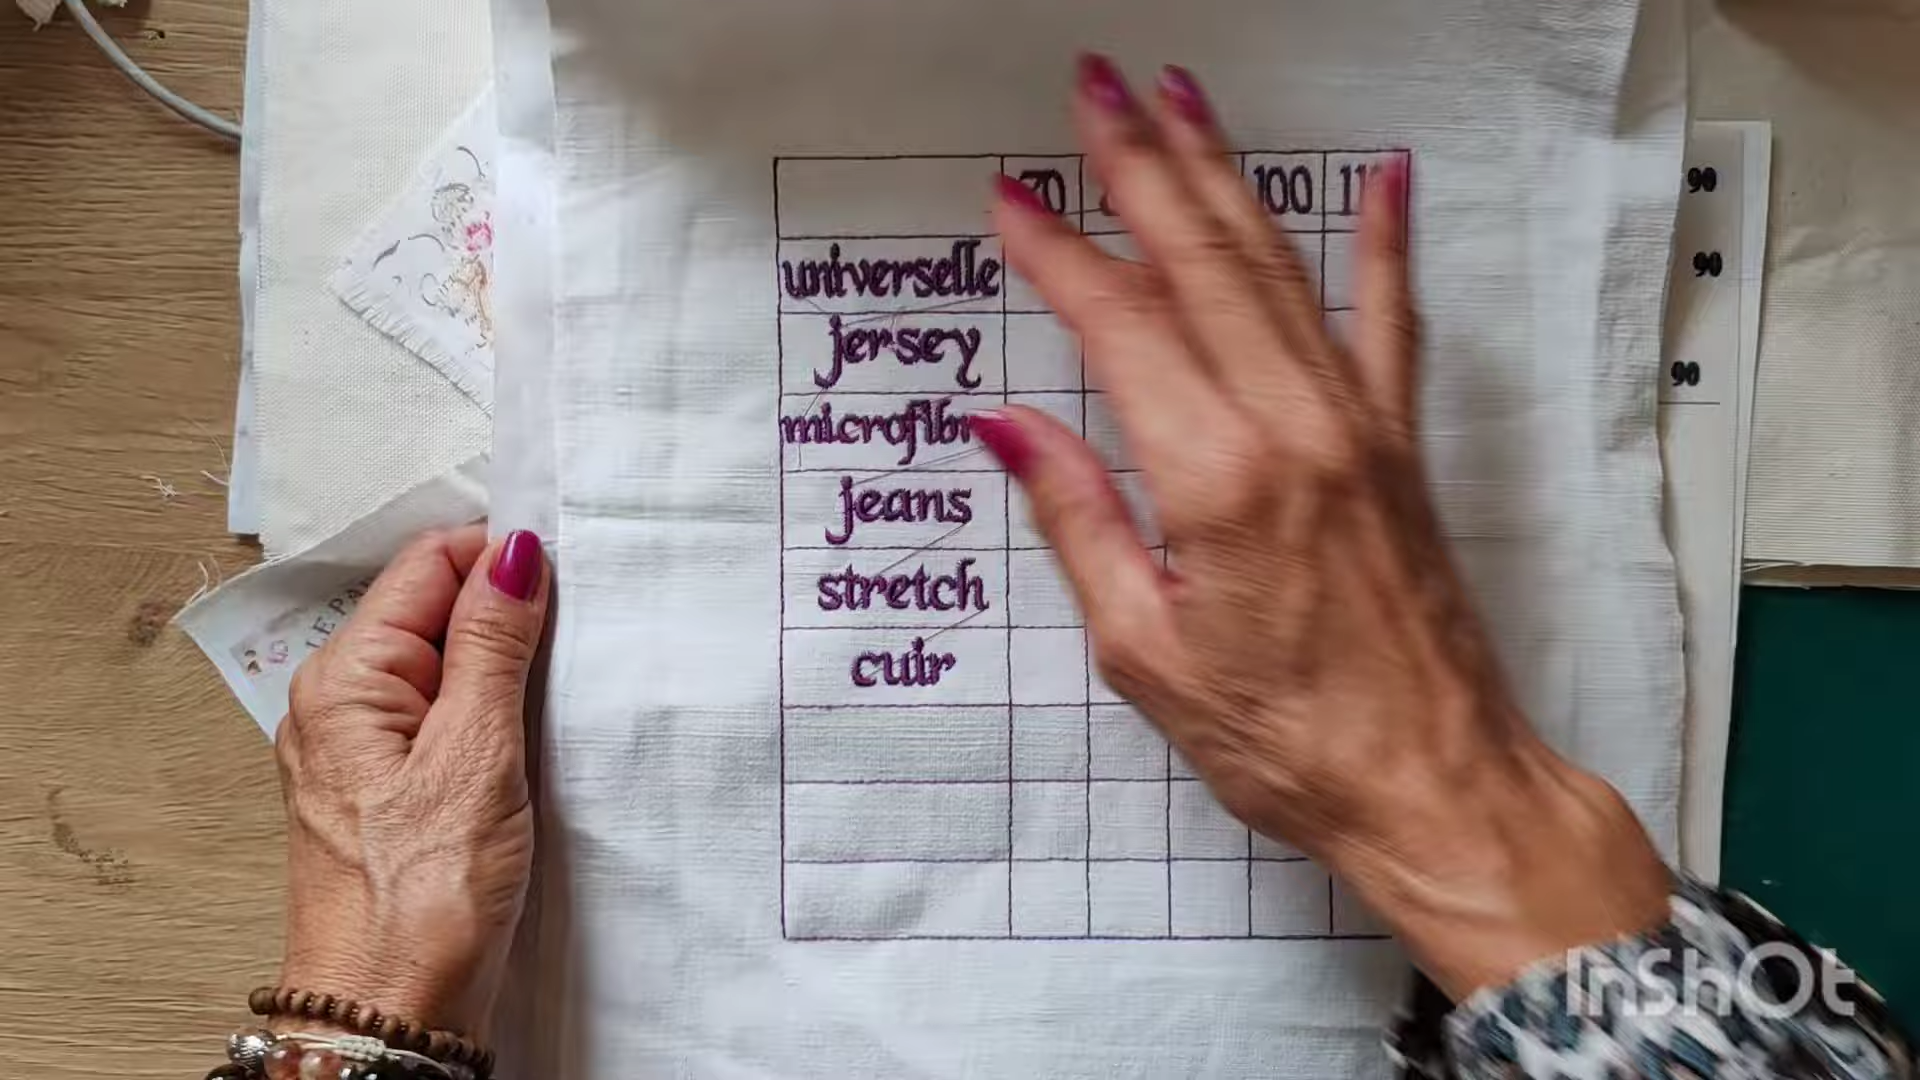 70 100
universelle
jersey
jeans
stretch
cuir
90
90
90
InShOt